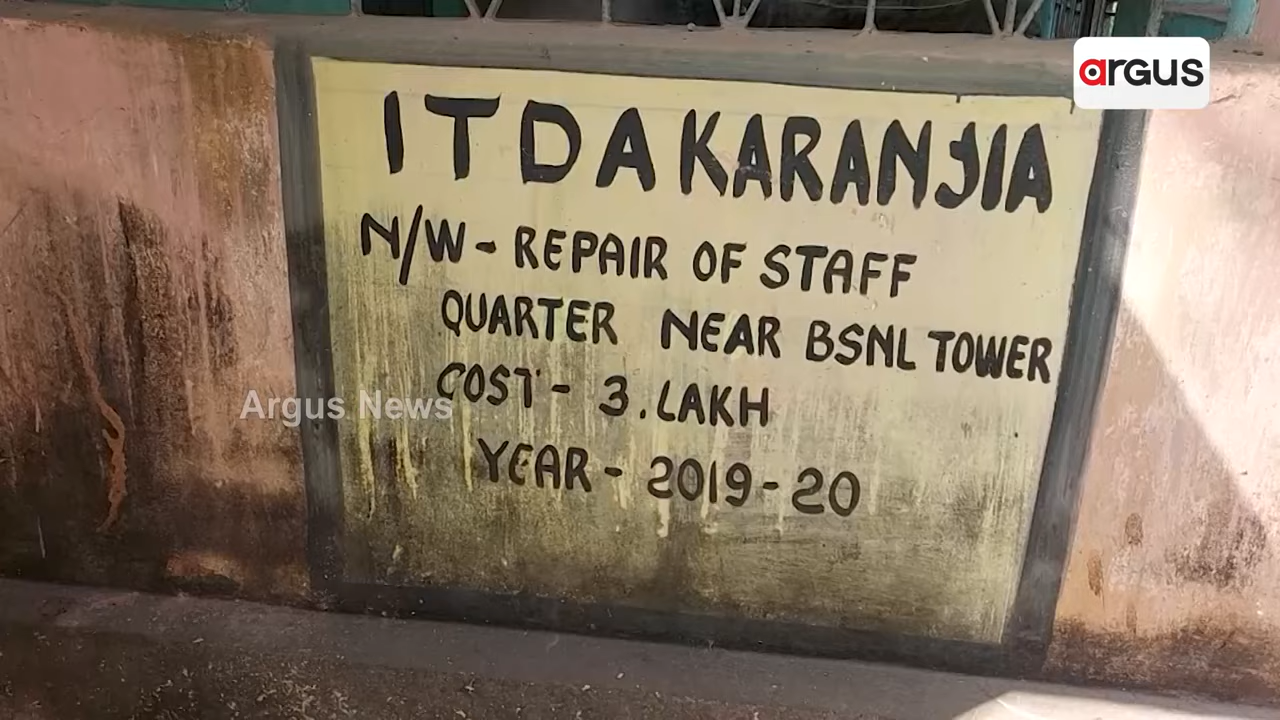 argus
ITDA KARANJIA
N/W - REPAIR OF STAFF
QUARTER NEAR BSNL TOWER
COST - 3. LAKH
Argus News
YEAR - 2019-20